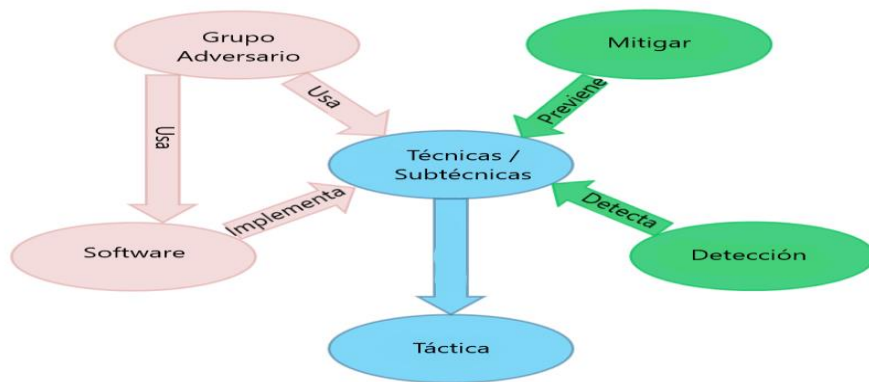 Grupo
Adversario
Mitigar
Usa
Usa
Previene
Técnicas /
Subtécnicas
Implementa
Detecta
Software
Detección
Táctica